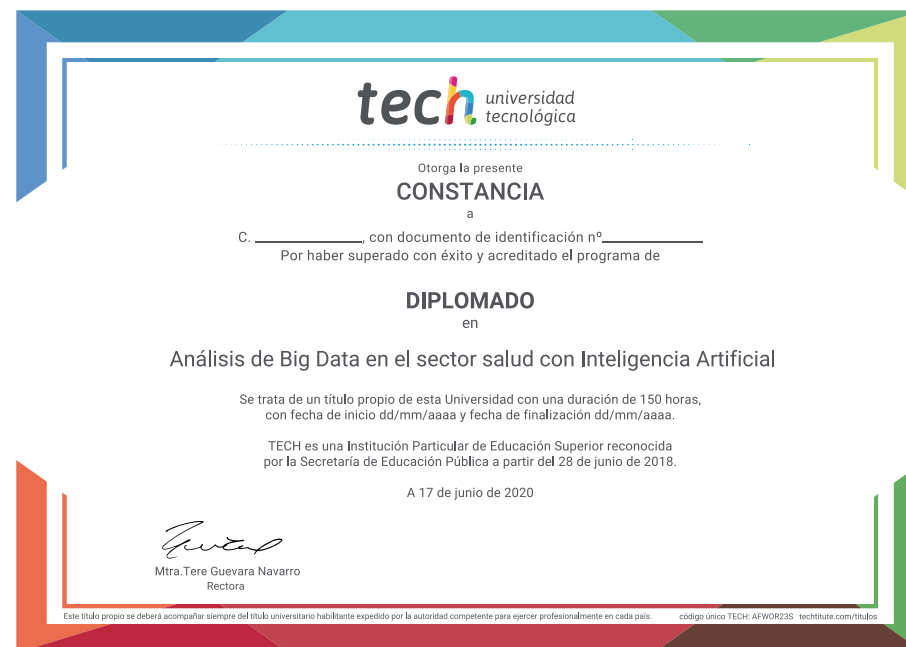 tech universidad
tecnológica
Otorga la presente
CONSTANCIA
a
C. ____________, con documento de identificación nº____________
Por haber superado con éxito y acreditado el programa de
DIPLOMADO
en
Análisis de Big Data en el sector salud con Inteligencia Artificial
Se trata de un título propio de esta Universidad con una duración de 150 horas,
con fecha de inicio dd/mm/aaaa y fecha de finalización dd/mm/aaaa.
TECH es una Institución Particular de Educación Superior reconocida
por la Secretaría de Educación Pública a partir del 28 de junio de 2018.
A 17 de junio de 2020
Mtra.Tere Guevara Navarro
Rectora
Este título propio se deberá acompañar siempre del título universitario habilitante expedido por la autoridad competente para ejercer profesionalmente en cada país. código único TECH: AFWOR23S techtitute.com/titulos